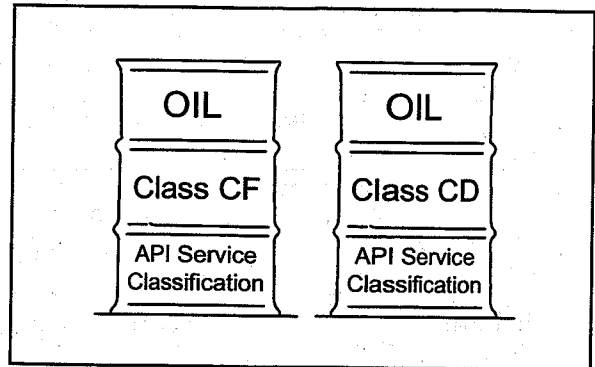 OIL
Class CF
API Service
Classification
OIL
Class CD
API Service
Classification